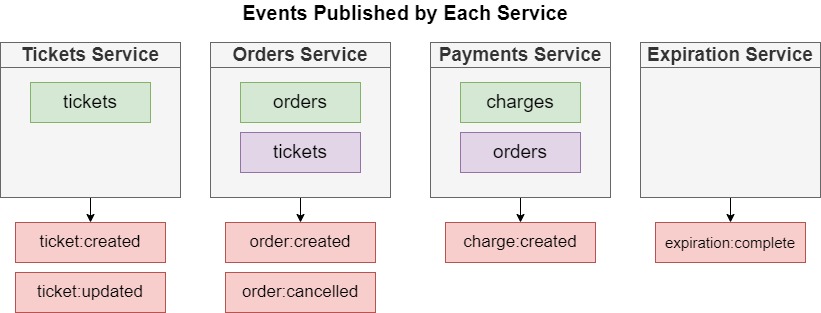 Events Published by Each Service
Tickets Service
tickets
ticket:created
ticket:updated
Orders Service
orders
tickets
order:created
order:cancelled
Payments Service
charges
orders
charge:created
Expiration Service
expiration:complete